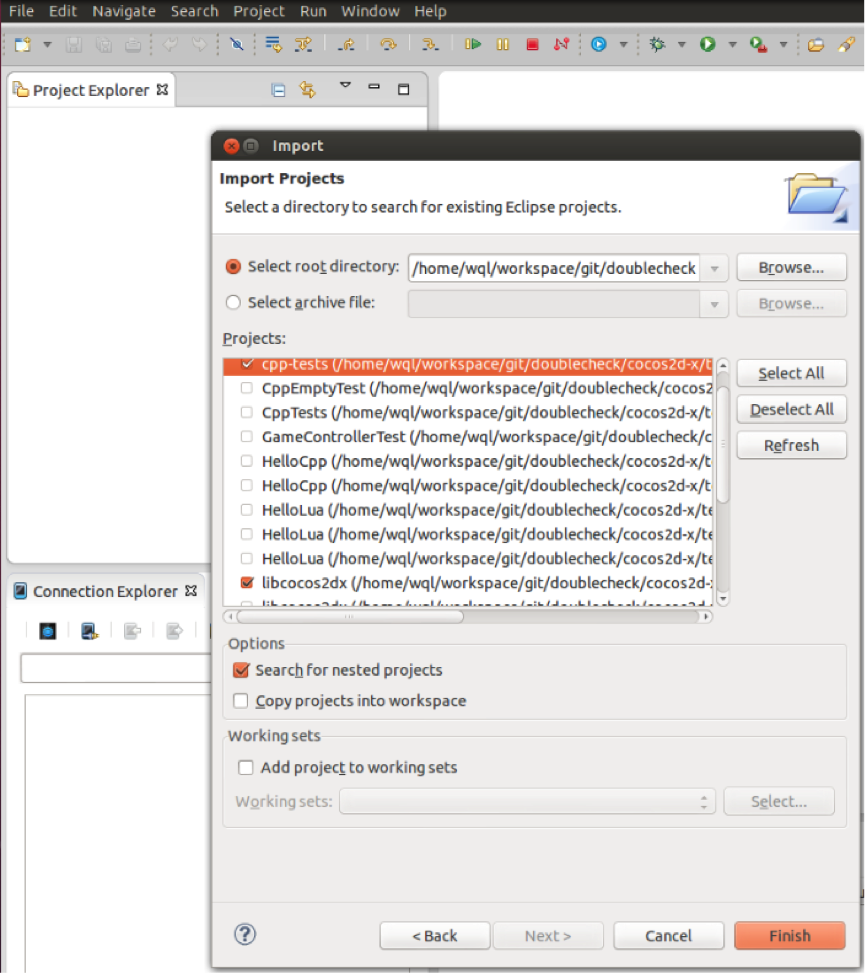 File Edit Navigate Search Project Run Window Help
Project Explorer
Import
Import Projects
Select a directory to search for existing Eclipse projects.
Select root directory: /home/wql/workspace/git/doublecheck Browse...
Select archive file: Browse...
Projects:
cpp-tests (/home/wql/workspace/git/doublecheck/cocos2d-x/t
CppEmptyTest (/home/wql/workspace/git/doublecheck/cocos2
CppTests (/home/wql/workspace/git/doublecheck/cocos2d-x/te
GameControllerTest (/home/wql/workspace/git/doublecheck/c
HelloCpp (/home/wql/workspace/git/doublecheck/cocos2d-x/t
HelloCpp (/home/wql/workspace/git/doublecheck/cocos2d-x/t
HelloLua (/home/wql/workspace/git/doublecheck/cocos2d-x/te
HelloLua (/home/wql/workspace/git/doublecheck/cocos2d-x/te
HelloLua (/home/wql/workspace/git/doublecheck/cocos2d-x/te
libcocos2dx (/home/wql/workspace/git/doublecheck/cocos2d-
Select All
Deselect All
Refresh
Connection Explorer
Options
Search for nested projects
Copy projects into workspace
Working sets
Add project to working sets
Working sets: Select...
? < Back Next > Cancel Finish